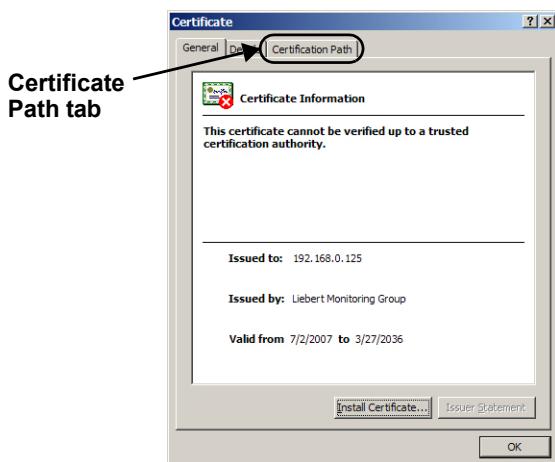 Certificate
? X
General De Certification Path
Certificate
Path tab
Certificate Information
This certificate cannot be verified up to a trusted
certification authority.
Issued to: 192.168.0.125
Issued by: Liebert Monitoring Group
Valid from 7/2/2007 to 3/27/2036
Install Certificate... Issuer Statement
OK